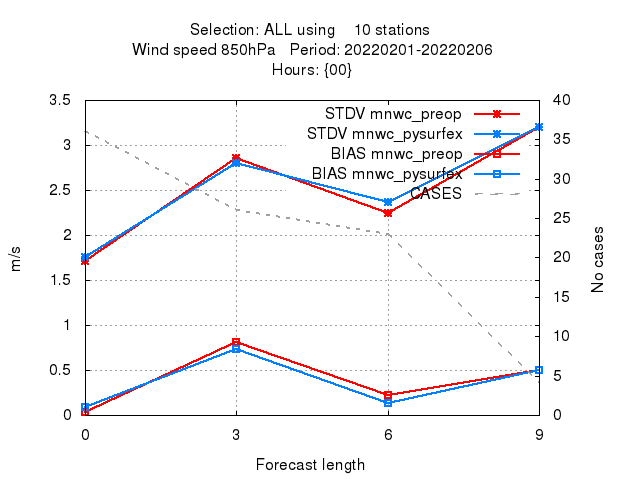 Selection: ALL using 10 stations
Wind speed 850hPa Period: 20220201-20220206
Hours: {00}
3.5
3
2.5
2
1.5
1
0.5
0
40
35
30
25
20
15
10
5
0
STDV mnwc_preop
STDV mnwc_pysurfex
BIAS mnwc_preop
BIAS mnwc_pysurfex
CASES
m/s
No cases
0 3 6 9
Forecast length